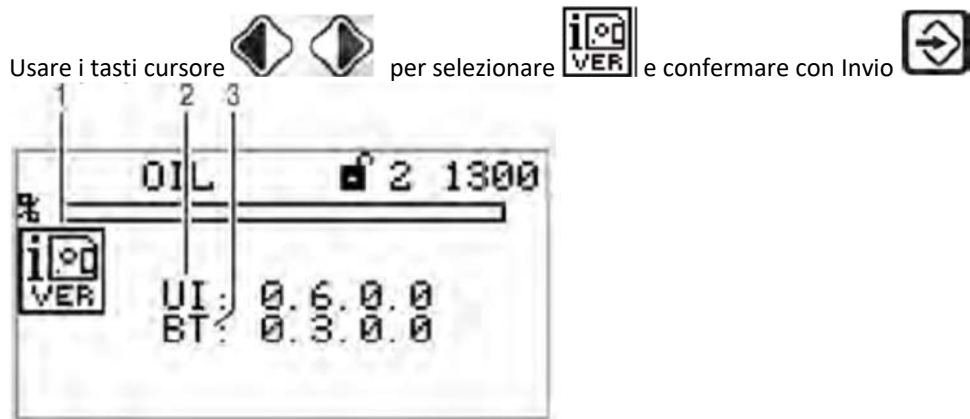 Usare i tasti cursore per selezionare i VER e confermare con Invio
1 2 3
OIL 2 1300
%
i
VER
UI: 0.6.0.0
BT: 0.3.0.0